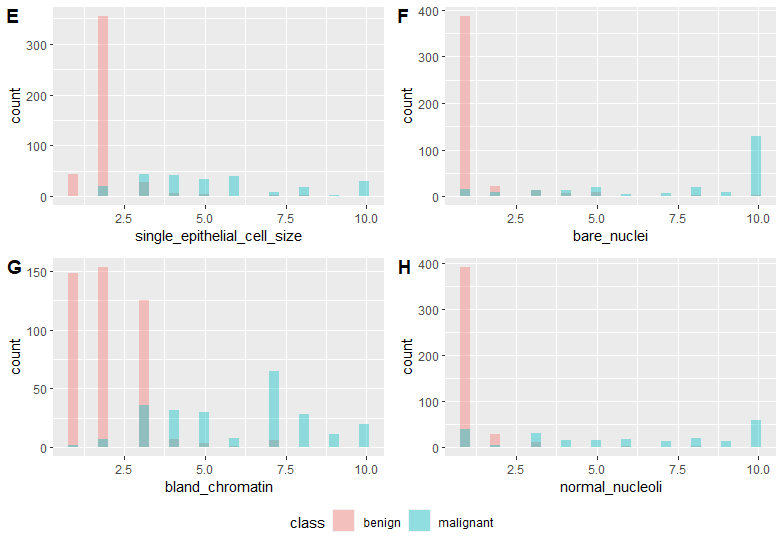 E
count
300
200
100
0
2.5 5.0 7.5 10.0
single_epithelial_cell_size
F
count
400
300
200
100
0
2.5 5.0 7.5 10.0
bare_nuclei
G
count
150
100
50
0
2.5 5.0 7.5 10.0
bland_chromatin
H
count
400
300
200
100
0
2.5 5.0 7.5 10.0
normal_nucleoli
class benign malignant